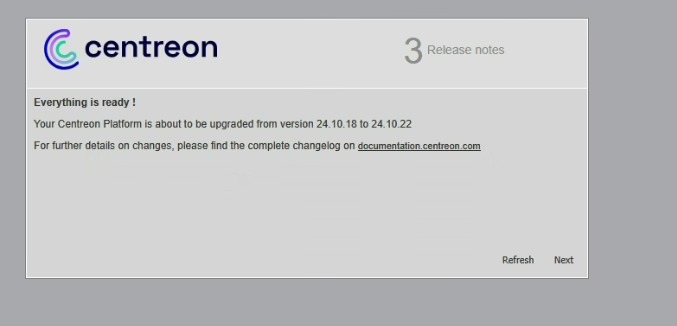 centreon
3 Release notes
Everything is ready !
Your Centreon Platform is about to be upgraded from version 24.10.18 to 24.10.22
For further details on changes, please find the complete changelog on documentation.centreon.com
Refresh Next